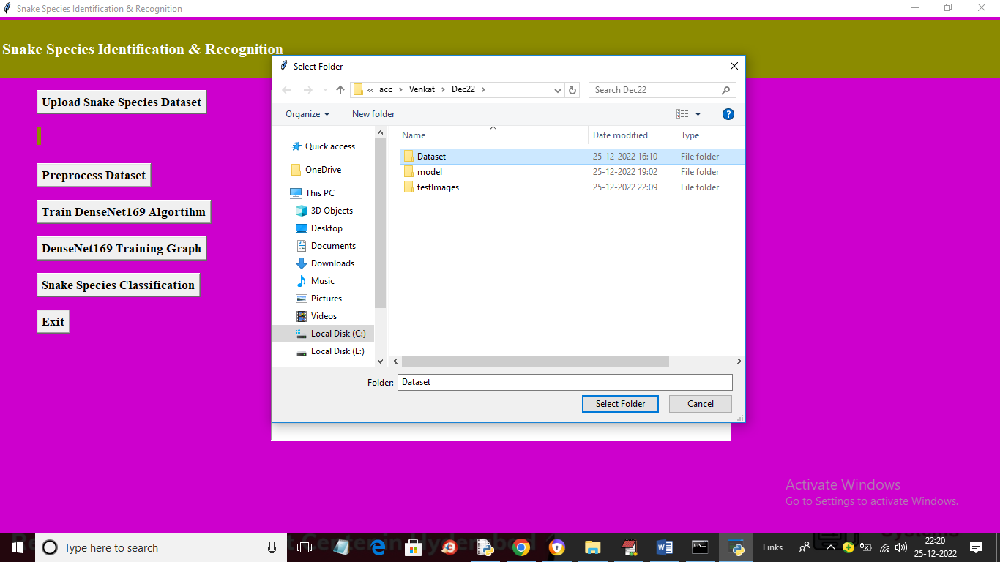 Snake Species Identification & Recognition
Snake Species Identification & Recognition
Upload Snake Species Dataset
Preprocess Dataset
Train DenseNet169 Algortihm
DenseNet169 Training Graph
Snake Species Classification
Exit
Select Folder
« acc > Venkat > Dec22 >
Search Dec22
Organize
New folder
Quick access
OneDrive
This PC
3D Objects
Desktop
Documents
Downloads
Music
Pictures
Videos
Local Disk (C:)
Local Disk (E:)
Name Date modified Type
Dataset 25-12-2022 16:10 File folder
model 25-12-2022 19:02 File folder
testImages 25-12-2022 22:09 File folder
Folder: Dataset
Select Folder Cancel
Activate Windows
Go to Settings to activate Windows.
Type here to search
Links
22:20
25-12-2022